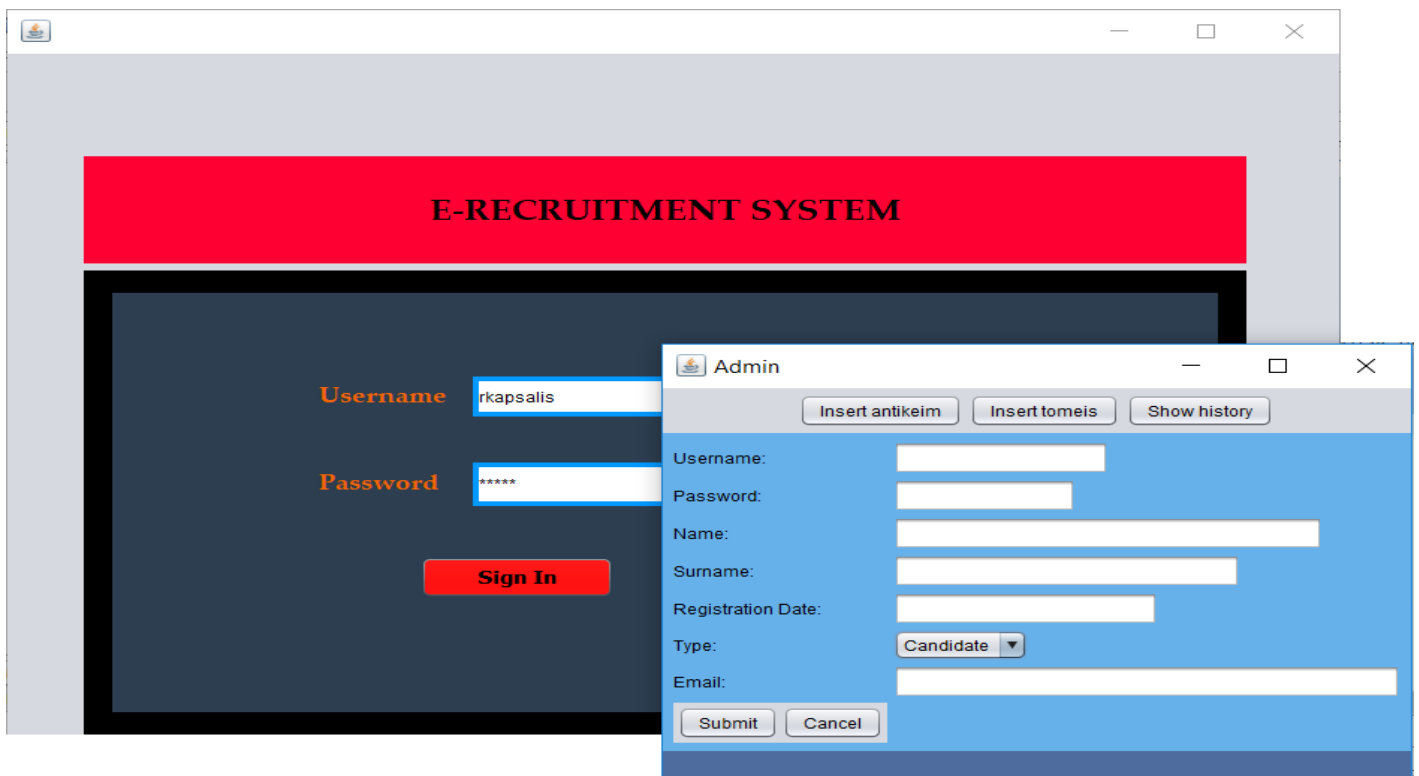 E-RECRUITMENT SYSTEM
Username rkapsalis
Password *****
Sign In
Admin
Insert antikeim Insert tomeis Show history
Username:
Password:
Name:
Surname:
Registration Date:
Type: Candidate
Email:
Submit Cancel